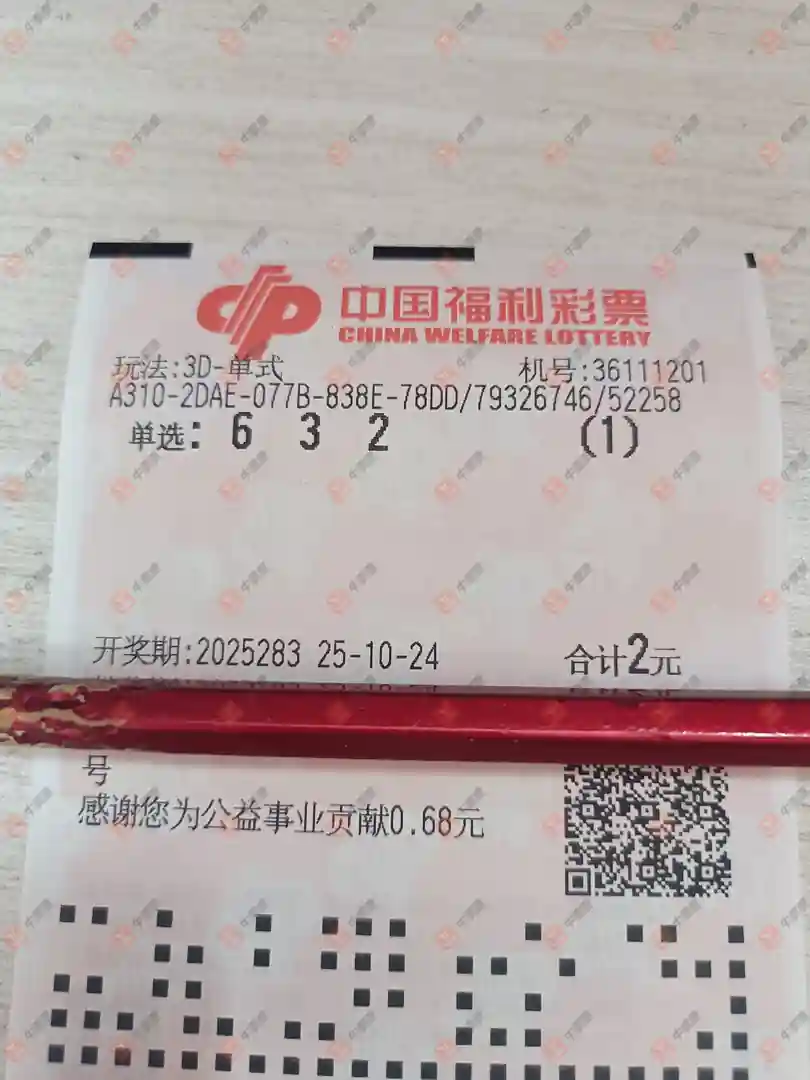 中国福利彩票
CHINA WELFARE LOTTERY
玩法:3D-单式 机号:36111201
A310-2DAE-077B-838E-78DD/79326746/52258
单选: 6 3 2 (1)
开奖期:2025283 25-10-24 合计2元
号
感谢您为公益事业贡献0.68元